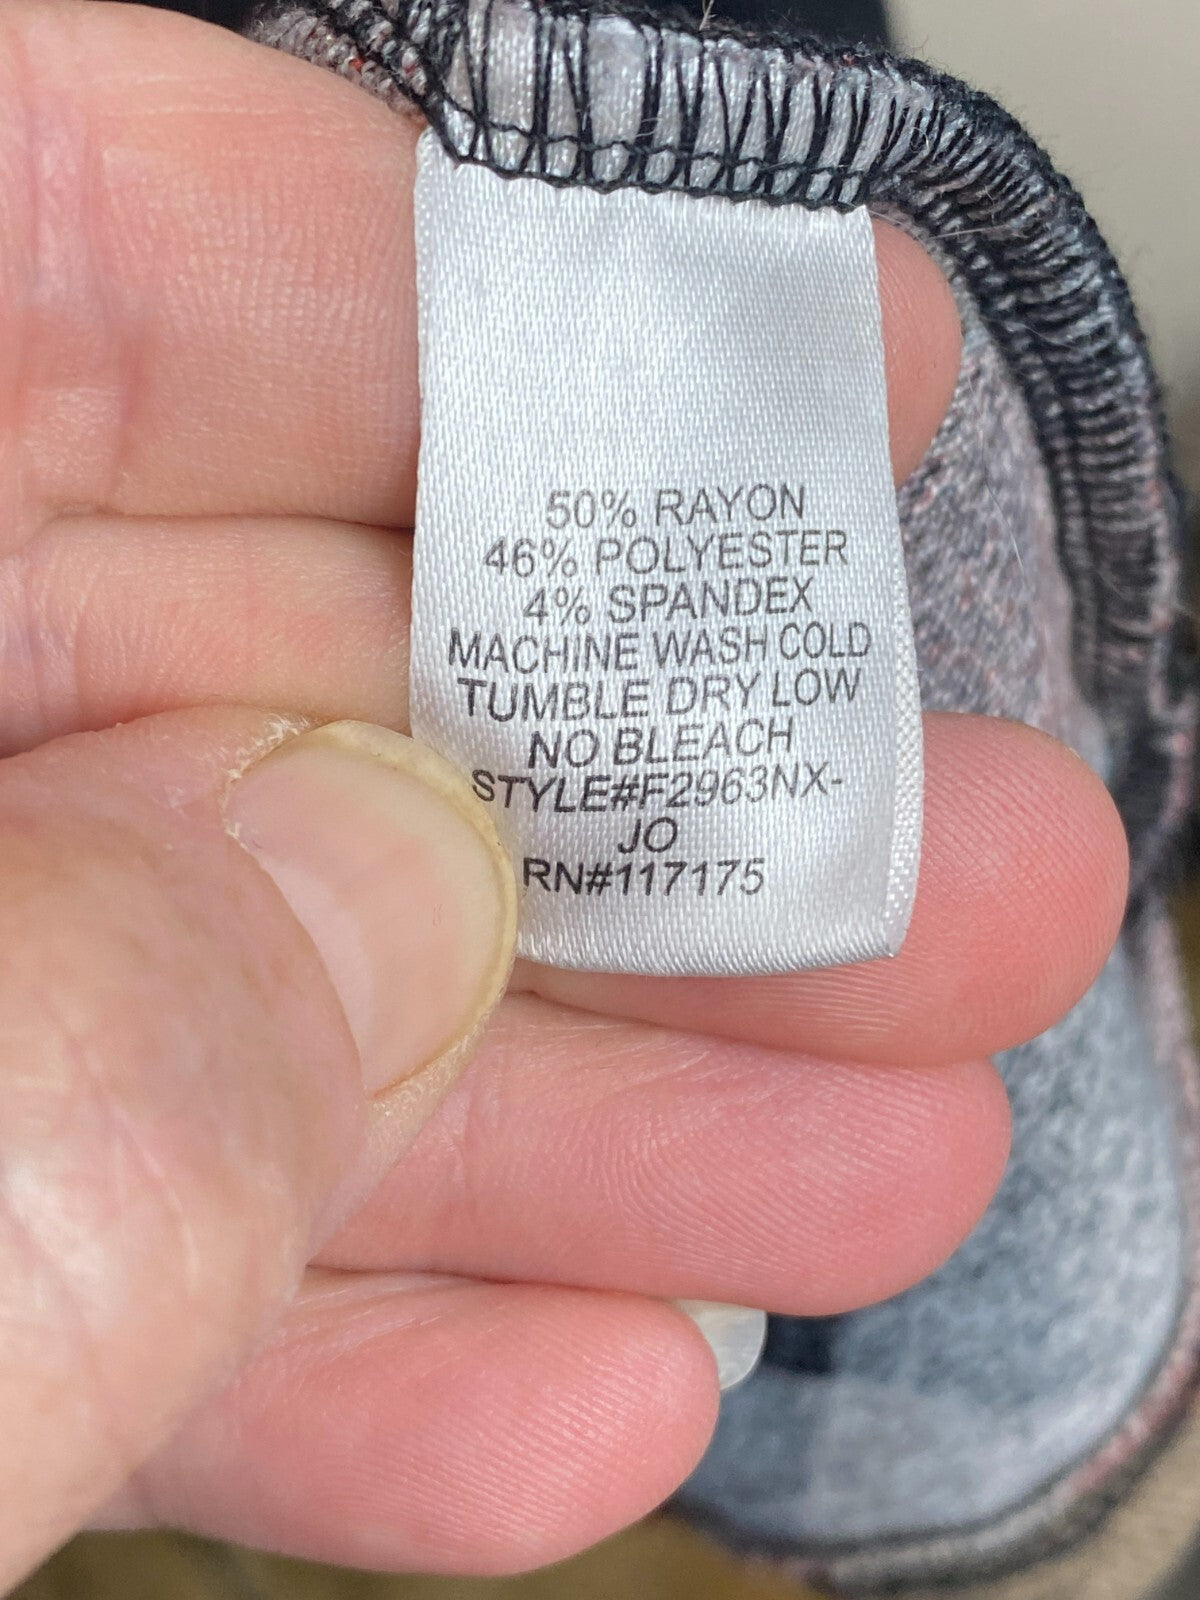 50% RAYON
46% POLYESTER
4% SPANDEX
MACHINE WASH COLD
TUMBLE DRY LOW
NO BLEACH
STYLE#F2963NX-
JO
RN#117175